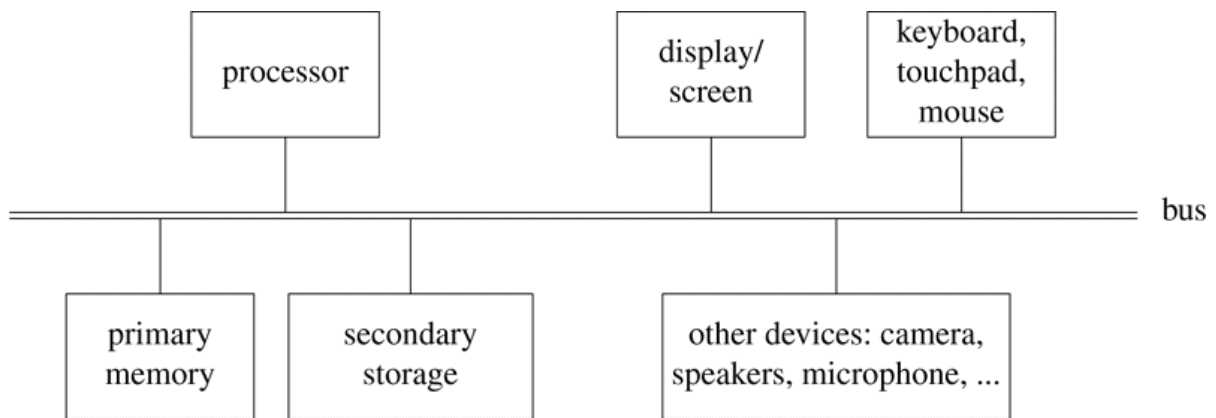 processor
display/
screen
keyboard,
touchpad,
mouse
bus
primary
memory
secondary
storage
other devices: camera,
speakers, microphone, ...